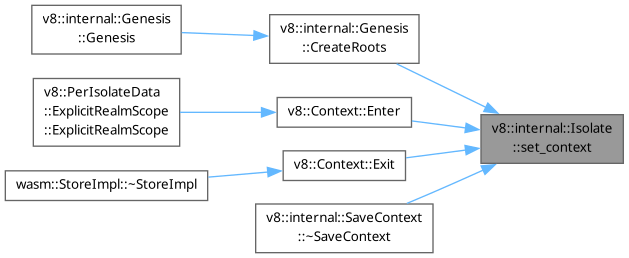 v8::internal::Genesis
::Genesis
v8::internal::Genesis
::CreateRoots
v8::PerIsolateData
::ExplicitRealmScope
::ExplicitRealmScope
v8::Context::Enter
v8::internal::Isolate
::set_context
wasm::StoreImpl::~StoreImpl
v8::Context::Exit
v8::internal::SaveContext
::~SaveContext